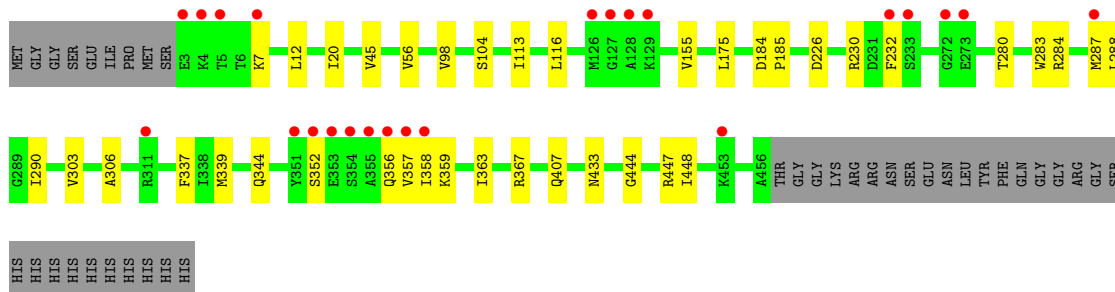 MET GLY GLY SER GLU ILE PRO MET SER E3 K4 T5 T6 K7 L12 I20 V45 V56 V98 S104 I113 L116 M126 G127 A128 K129 V155 L175 D184 P185 D226 R230 D231 F232 S233 G272 E273 T280 W283 R284 M287 L288
G289 I290 V303 A306 R311 F337 I338 M339 Q344 Y351 S352 E353 S354 A355 Q356 V357 I358 K359 I363 R367 Q407 N433 G444 R447 I448 K453 A456 THR GLY GLY LYS ARG ARG ASN SER GLU ASN LEU TYR PHE GLN GLY GLY ARG GLY SER
HIS HIS HIS HIS HIS HIS HIS HIS HIS HIS